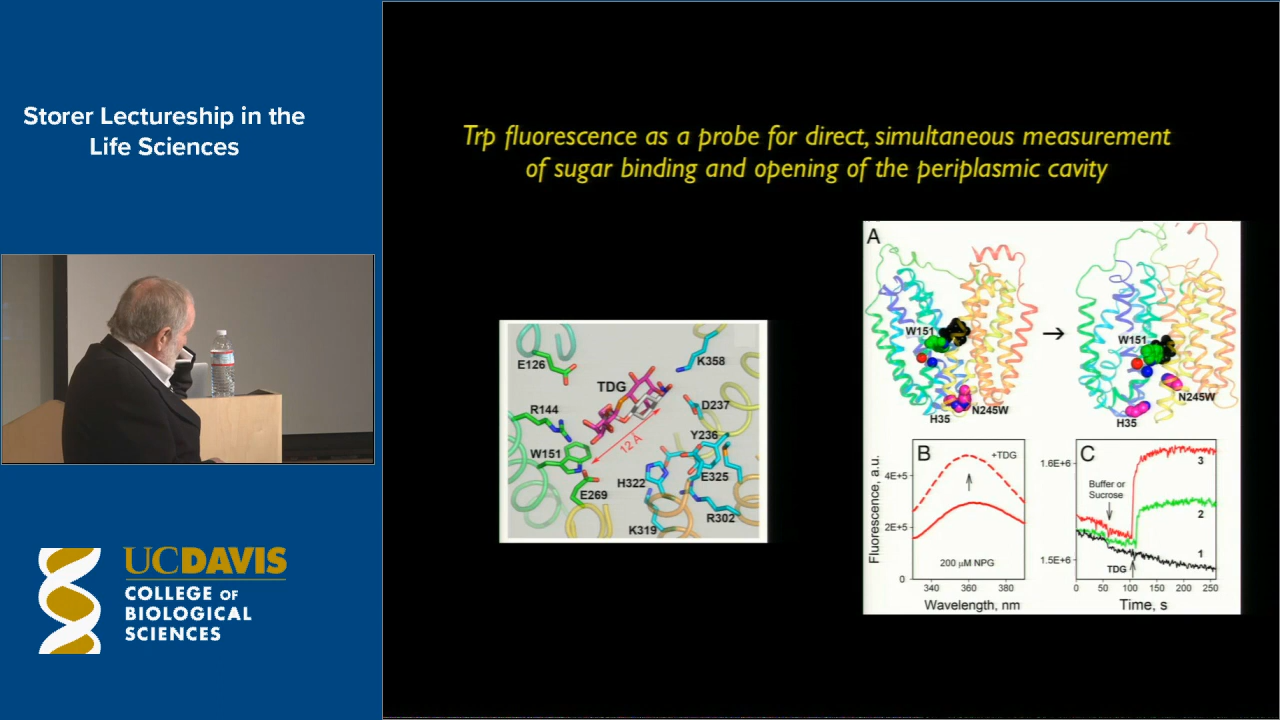 Storer Lectureship in the
Life Sciences
UCDAVIS
COLLEGE OF
BIOLOGICAL
SCIENCES
Trp fluorescence as a probe for direct, simultaneous measurement
of sugar binding and opening of the periplasmic cavity
E126
K358
TDG
R144
D237
12 Å
W151
Y236
H322
E325
E269
R302
K319
A
W151
W151
N245W
N245W
H35
H35
B
+TDG
Fluorescence, a.u.
4E+5
2E+5
0
200 μM NPG
340 360 380
Wavelength, nm
C
1.6E+6
3
Buffer or
Sucrose
2
1
1.5E+6
TDG
0 50 100 150 200 250
Time, s